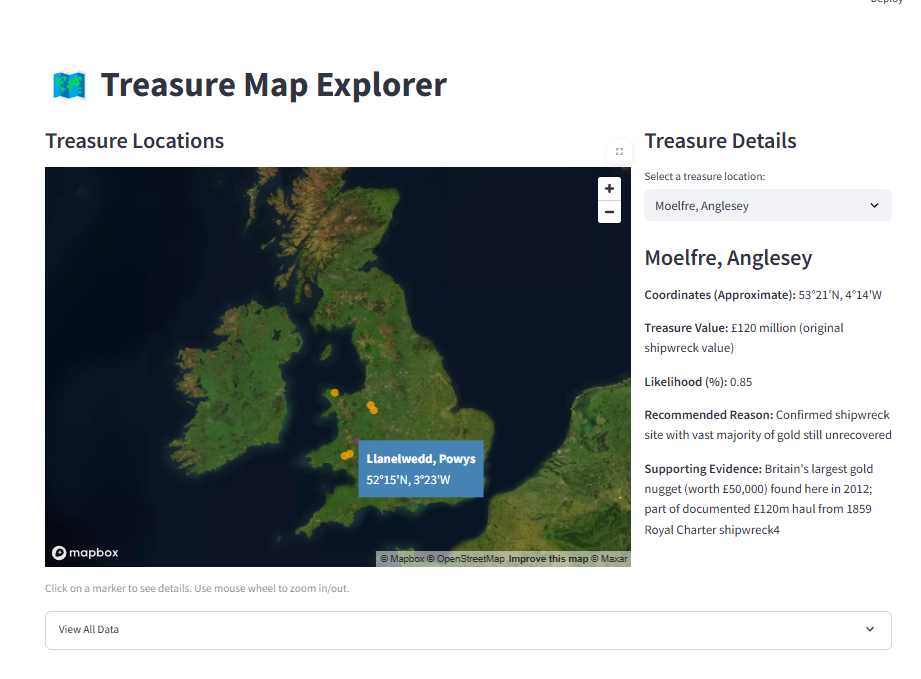 Deploy
Treasure Map Explorer
Treasure Locations
+
−
Llanelwedd, Powys
52°15'N, 3°23'W
mapbox
© Mapbox © OpenStreetMap Improve this map © Maxar
Click on a marker to see details. Use mouse wheel to zoom in/out.
Treasure Details
Select a treasure location:
Moelfre, Anglesey
Moelfre, Anglesey
Coordinates (Approximate): 53°21'N, 4°14'W
Treasure Value: £120 million (original
shipwreck value)
Likelihood (%): 0.85
Recommended Reason: Confirmed shipwreck
site with vast majority of gold still unrecovered
Supporting Evidence: Britain's largest gold
nugget (worth £50,000) found here in 2012;
part of documented £120m haul from 1859
Royal Charter shipwreck4
View All Data